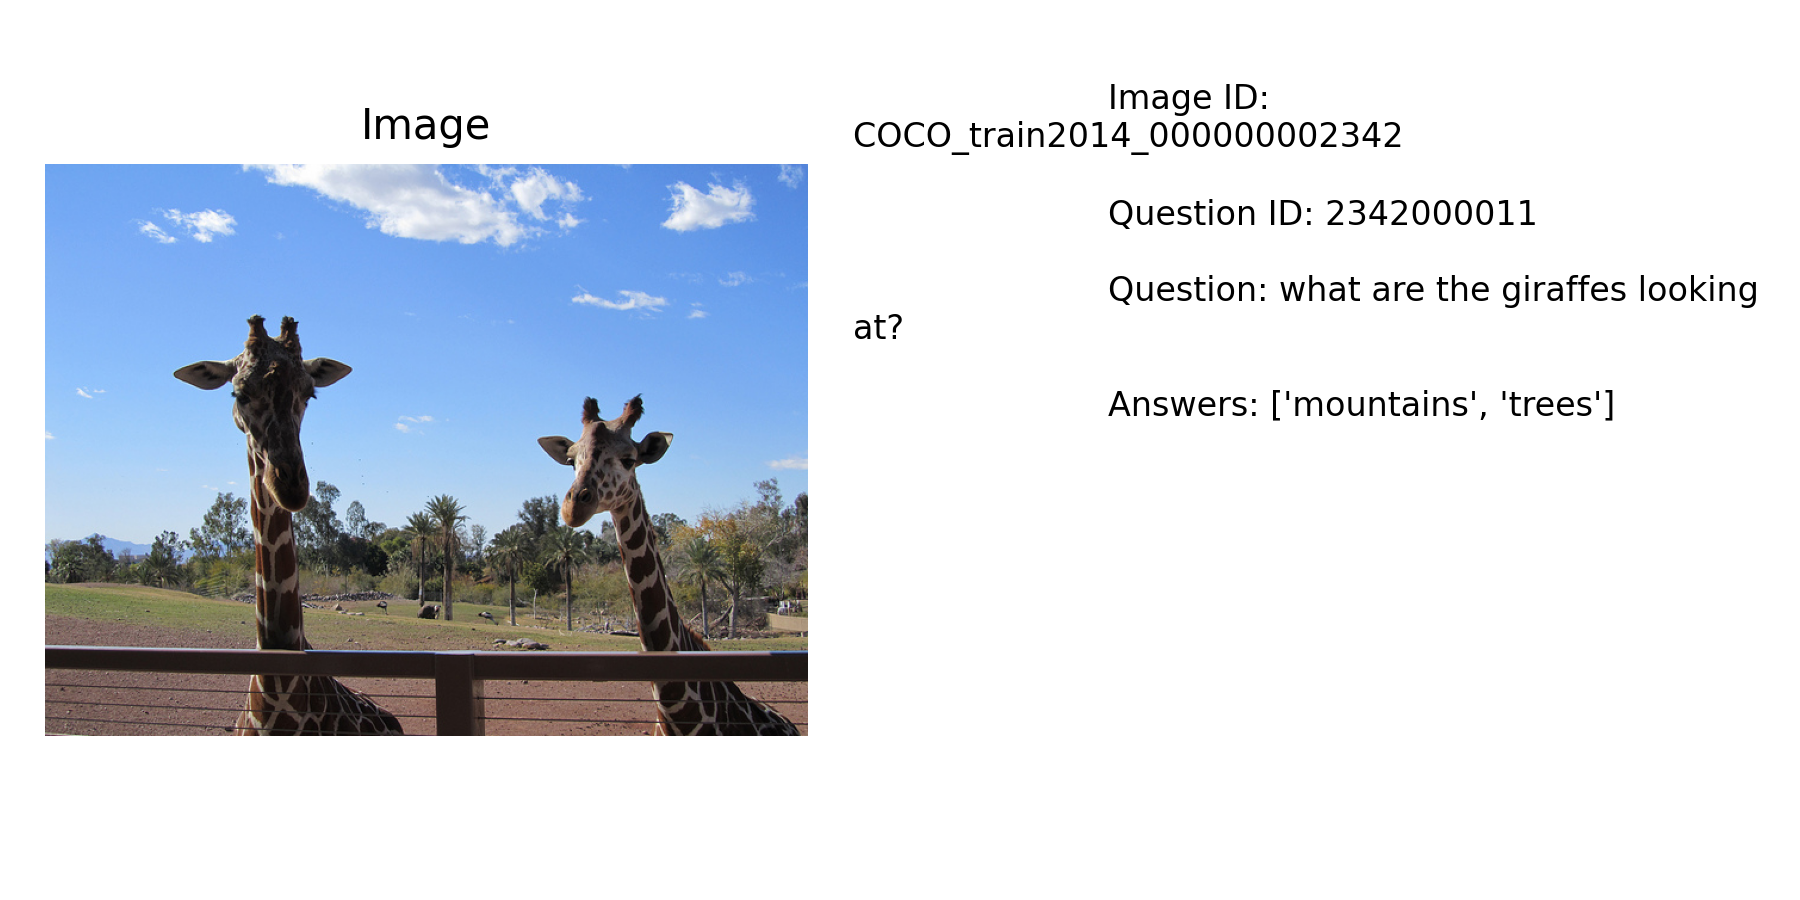 Image
Image ID:
COCO_train2014_000000002342
Question ID: 2342000011
Question: what are the giraffes looking
at?
Answers: ['mountains', 'trees']